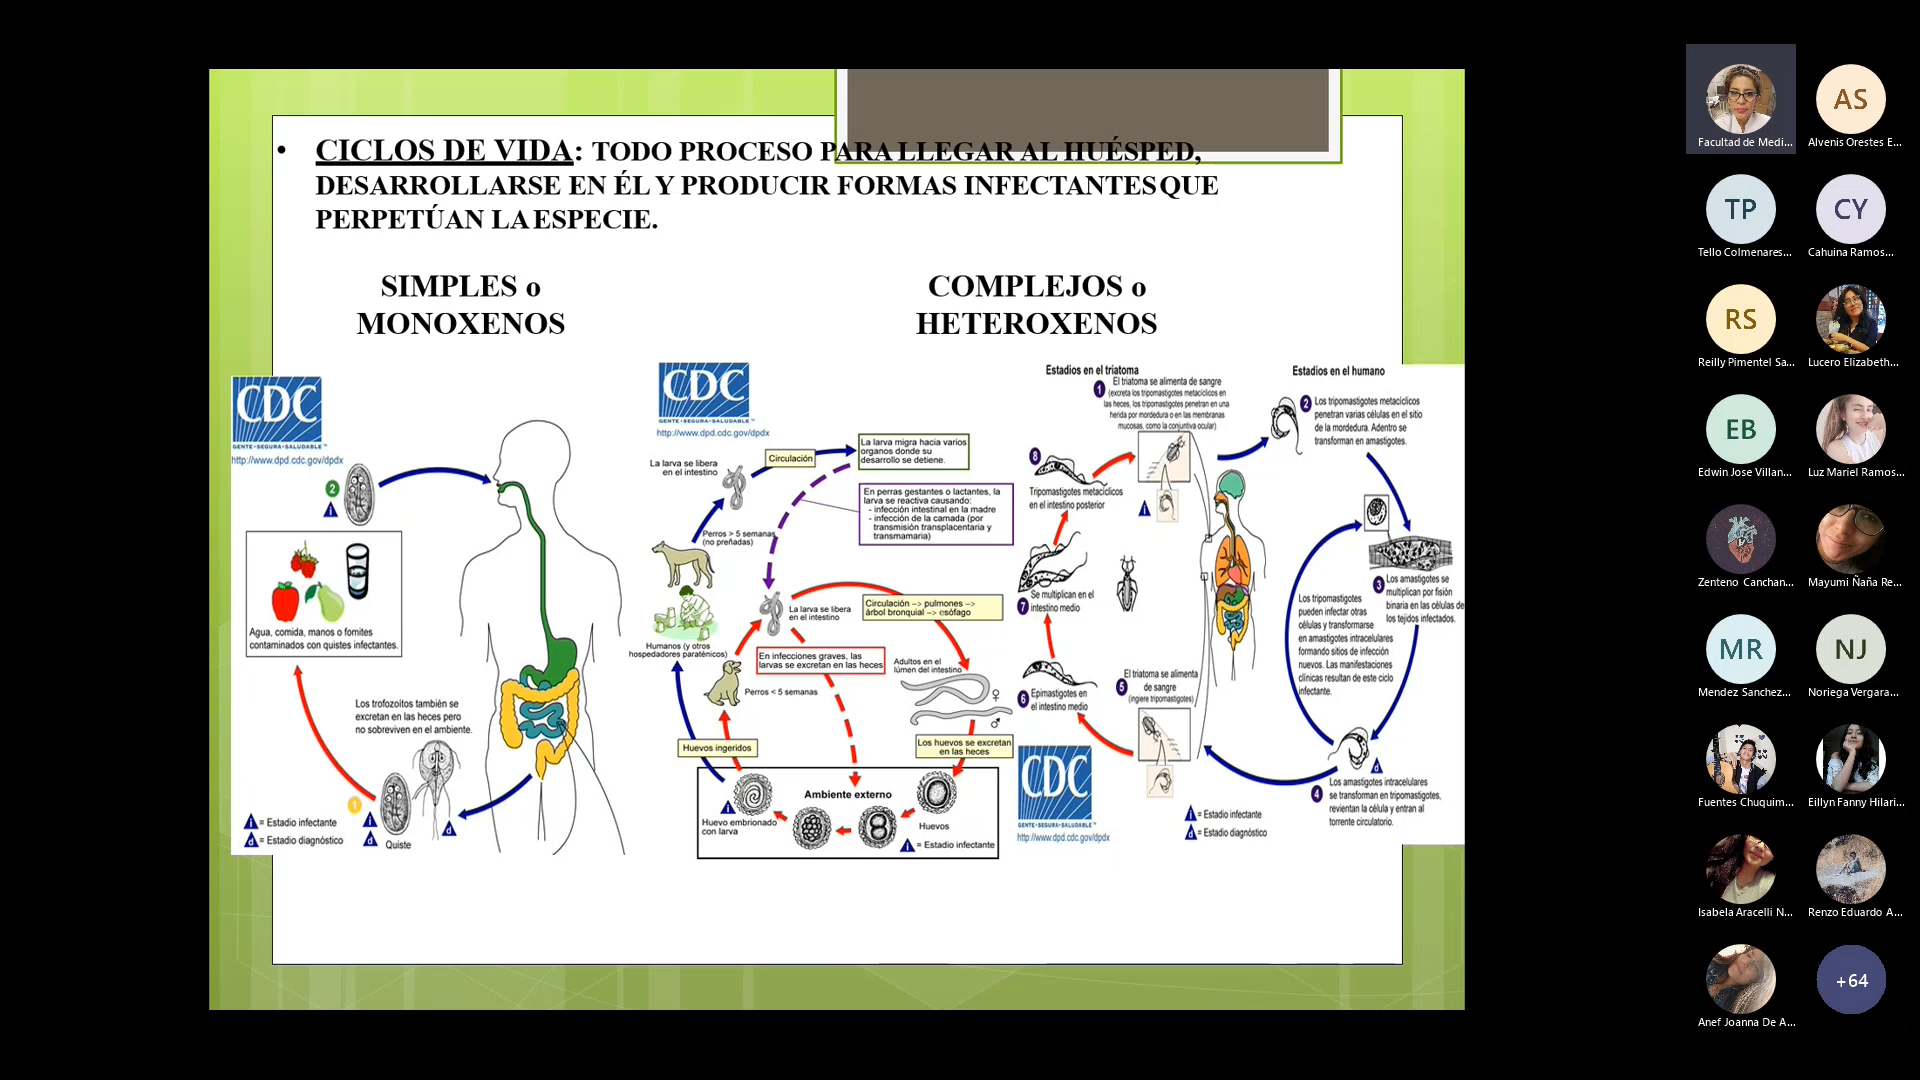 • CICLOS DE VIDA: TODO PROCESO PARA LLEGAR AL HUÉSPED,
DESARROLLARSE EN ÉL Y PRODUCIR FORMAS INFECTANTES QUE
PERPETÚAN LA ESPECIE.
SIMPLES o
MONOXENOS
COMPLEJOS o
HETEROXENOS
CDC
GENTE·SEGURA·SALUDABLE™
http://www.dpd.cdc.gov/dpdx
2
i
Agua, comida, manos o fomites
contaminados con quistes infectantes.
Los trofozoitos también se
excretan en las heces pero
no sobreviven en el ambiente.
1
i
d
Quiste
d
i = Estadio infectante
d = Estadio diagnóstico
CDC
GENTE·SEGURA·SALUDABLE™
http://www.dpd.cdc.gov/dpdx
La larva se libera
en el intestino
Circulación
La larva migra hacia varios
organos donde su
desarrollo se detiene.
En perras gestantes o lactantes, la
larva se reactiva causando:
- infección intestinal en la madre
- infección de la camada (por
transmisión transplacentaria y
transmamaria)
Perros > 5 semanas
(no preñadas)
Humanos (y otros
hospedadores paraténicos)
La larva se libera
en el intestino
Circulación --> pulmones -->
árbol bronquial --> esófago
En infecciones graves, las
larvas se excretan en las heces
Perros < 5 semanas
Adultos en el
lúmen del intestino
♀
♂
Huevos ingeridos
Los huevos se excretan
en las heces
Ambiente externo
i
Huevo embrionado
con larva
Huevos
i = Estadio infectante
Estadios en el triatoma
1 El triatoma se alimenta de sangre
(excreta los tripomastigotes metacíclicos en
las heces, los tripomastigotes penetran en una
herida por mordedura o en las membranas
mucosas, como la conjuntiva ocular)
Estadios en el humano
2 Los tripomastigotes metacíclicos
penetran varias células en el sitio
de la mordedura. Adentro se
transforman en amastigotes.
8
Tripomastigotes metacíclicos
en el intestino posterior
i
3 Los amastigotes se
multiplican por fisión
binaria en las células de
los tejidos infectados.
Se multiplican en el
7 intestino medio
Los tripomastigotes
pueden infectar otras
células y transformarse
en amastigotes intracelulares
formando sitios de infección
nuevos. Las manifestaciones
clínicas resultan de este ciclo
infectante.
6 Epimastigotes en
el intestino medio
5 El triatoma se alimenta
de sangre
(ingiere tripomastigotes)
d
4 Los amastigotes intracelulares
se transforman en tripomastigotes,
revientan la célula y entran al
torrente circulatorio.
CDC
GENTE·SEGURA·SALUDABLE™
http://www.dpd.cdc.gov/dpdx
i = Estadio infectante
d = Estadio diagnóstico
Facultad de Medi...
AS
Alvenis Orestes E...
TP
Tello Colmenares...
CY
Cahuina Ramos...
RS
Reilly Pimentel Sa...
Lucero Elizabeth...
EB
Edwin Jose Villan...
Luz Mariel Ramos...
Zenteno Canchan...
Mayumi Ñaña Re...
MR
Mendez Sanchez...
NJ
Noriega Vergara...
Fuentes Chuquim...
Eillyn Fanny Hilari...
Isabela Aracelli N...
Renzo Eduardo A...
Anef Joanna De A...
+64